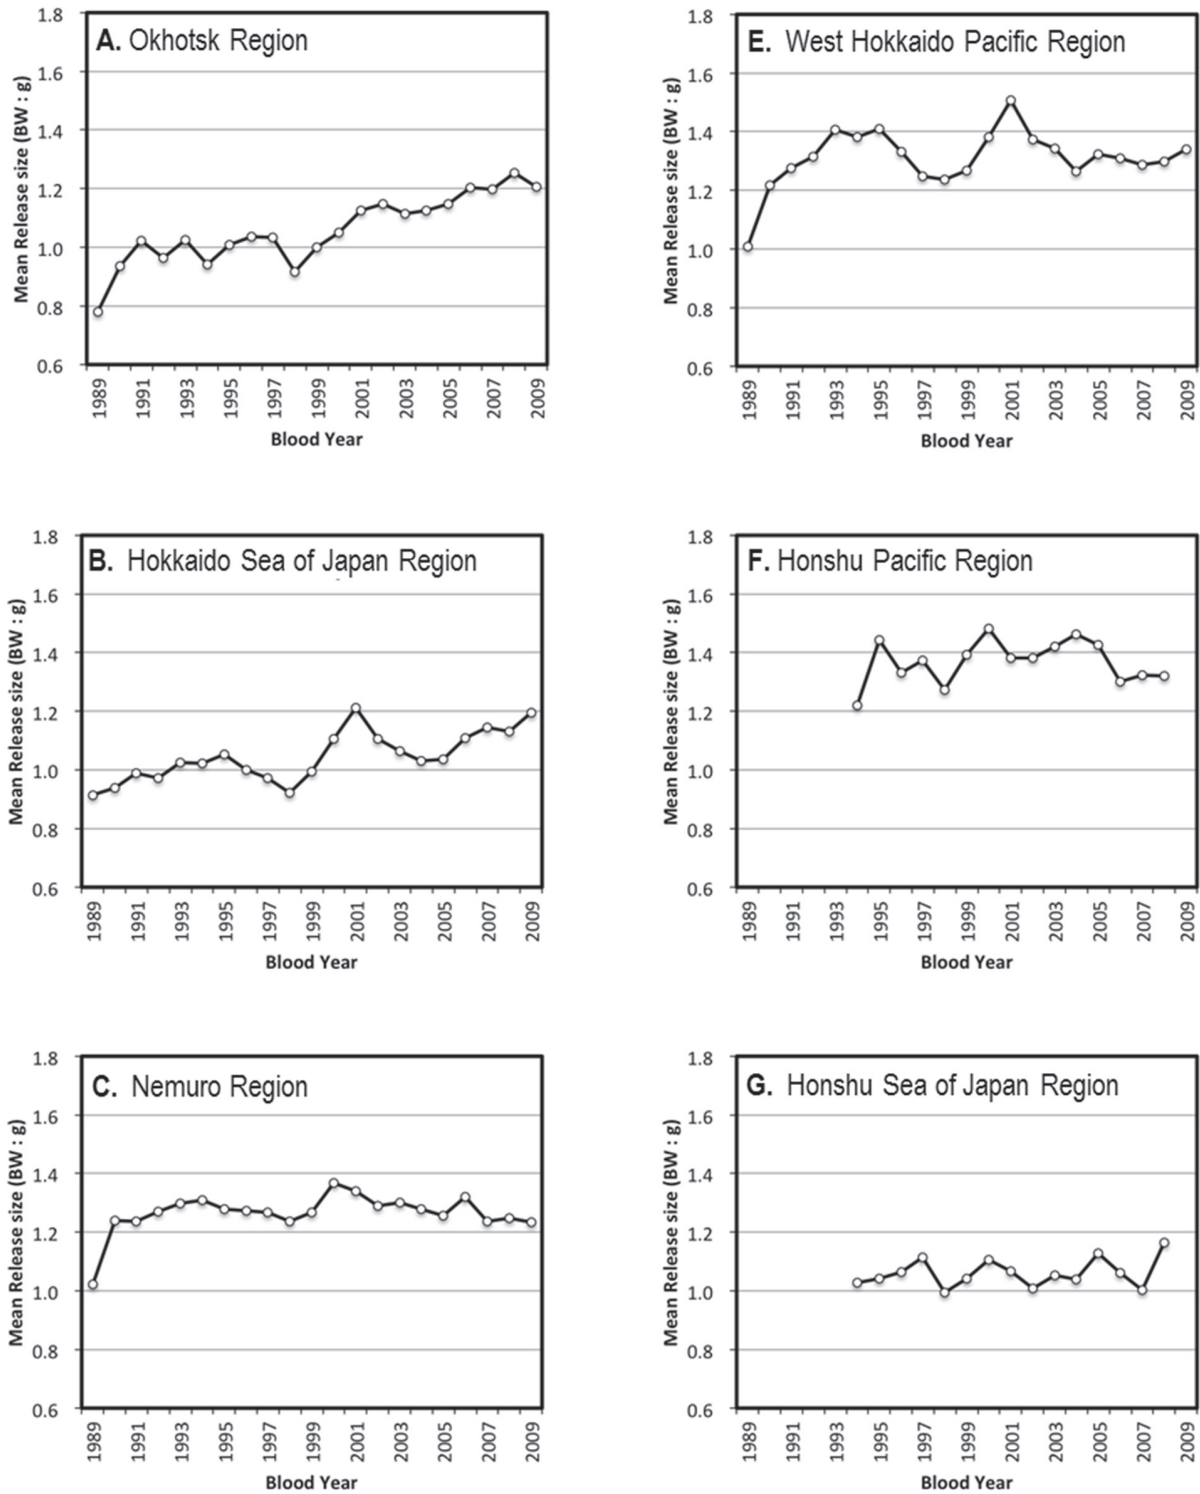 A. Okhotsk Region
Mean Release size (BW : g)
1.8
1.6
1.4
1.2
1.0
0.8
0.6
1989 1991 1993 1995 1997 1999 2001 2003 2005 2007 2009
Blood Year
E. West Hokkaido Pacific Region
Mean Release size (BW : g)
1.8
1.6
1.4
1.2
1.0
0.8
0.6
1989 1991 1993 1995 1997 1999 2001 2003 2005 2007 2009
Blood Year
B. Hokkaido Sea of Japan Region
Mean Release size (BW : g)
1.8
1.6
1.4
1.2
1.0
0.8
0.6
1989 1991 1993 1995 1997 1999 2001 2003 2005 2007 2009
Blood Year
F. Honshu Pacific Region
Mean Release size (BW : g)
1.8
1.6
1.4
1.2
1.0
0.8
0.6
1989 1991 1993 1995 1997 1999 2001 2003 2005 2007 2009
Blood Year
C. Nemuro Region
Mean Release size (BW : g)
1.8
1.6
1.4
1.2
1.0
0.8
0.6
1989 1991 1993 1995 1997 1999 2001 2003 2005 2007 2009
Blood Year
G. Honshu Sea of Japan Region
Mean Release size (BW : g)
1.8
1.6
1.4
1.2
1.0
0.8
0.6
1989 1991 1993 1995 1997 1999 2001 2003 2005 2007 2009
Blood Year